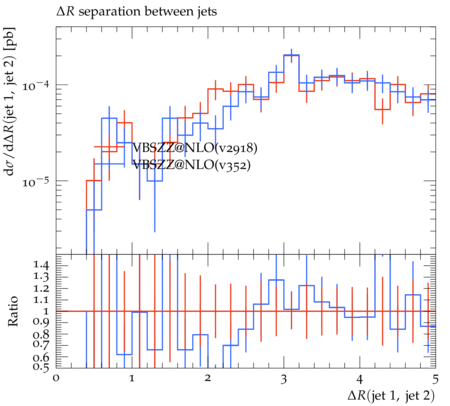 ΔR separation between jets
dσ/dΔR(jet 1, jet 2) [pb]
10⁻⁴
10⁻⁵
VBSZZ@NLO(v2918)
VBSZZ@NLO(v352)
Ratio
1.4
1.3
1.2
1.1
1
0.9
0.8
0.7
0.6
0.5
0 1 2 3 4 5
ΔR(jet 1, jet 2)